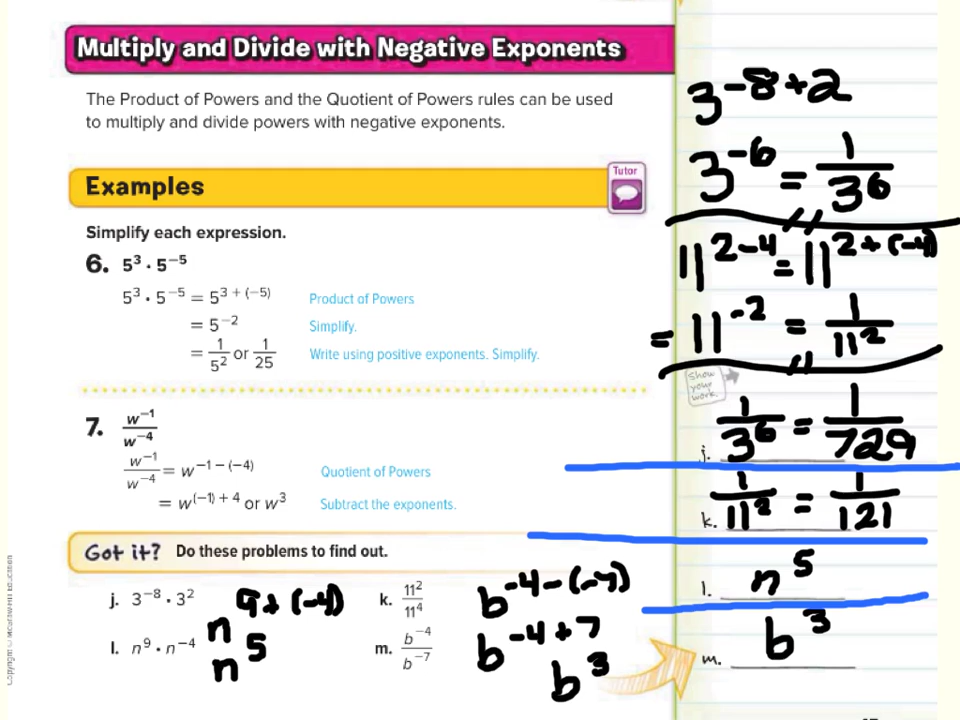 Multiply and Divide with Negative Exponents
The Product of Powers and the Quotient of Powers rules can be used
to multiply and divide powers with negative exponents.
Examples
Tutor
Simplify each expression.
6. 5³ · 5⁻⁵
5³ · 5⁻⁵ = 5³ ⁺ ⁽⁻⁵⁾ Product of Powers
= 5⁻² Simplify.
= 1/5² or 1/25 Write using positive exponents. Simplify.
7. w⁻¹/w⁻⁴
w⁻¹/w⁻⁴ = w⁻¹ ⁻ ⁽⁻⁴⁾ Quotient of Powers
= w⁽⁻¹⁾ ⁺ ⁴ or w³ Subtract the exponents.
Got it? Do these problems to find out.
j. 3⁻⁸ · 3²
k. 11²/11⁴
l. n⁹ · n⁻⁴
m. b⁻⁴/b⁻⁷
n⁹⁺⁽⁻⁴⁾
n⁵
b⁻⁴⁻⁽⁻⁷⁾
b⁻⁴⁺⁷
b³
3⁻⁸⁺²
3⁻⁶ = 1/3⁶
11²⁻⁴ = 11²⁺⁽⁻⁴⁾
= 11⁻² = 1/11²
Show
your
work.
j. 1/3⁶ = 1/729
k. 1/11² = 1/121
l. n⁵
m. b³